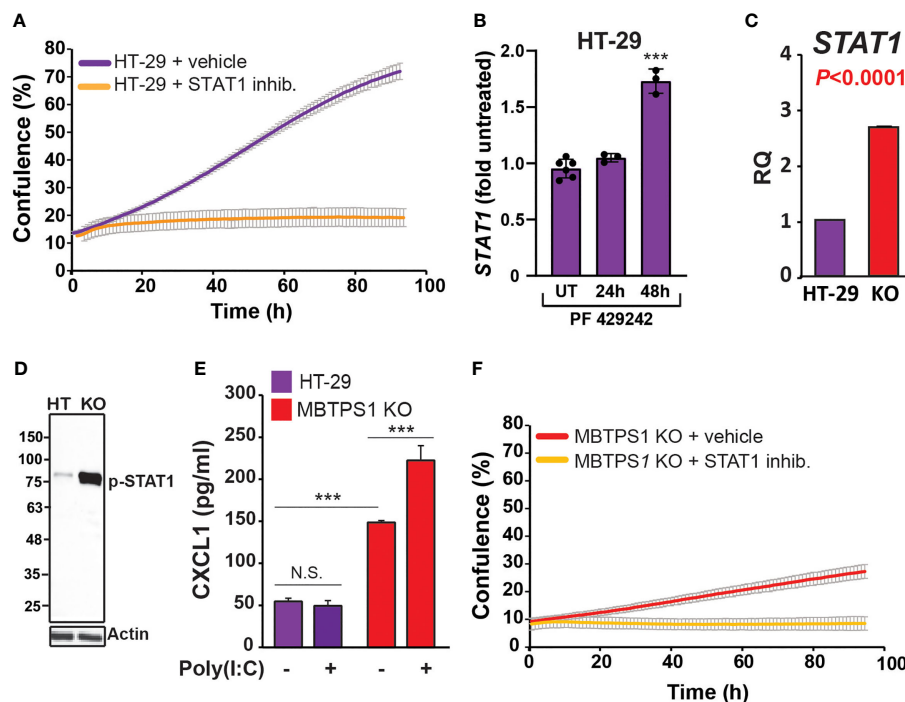 A
HT-29 + vehicle
HT-29 + STAT1 inhib.
Confulence (%)
80
70
60
50
40
30
20
10
0
0 20 40 60 80 100
Time (h)
B
HT-29
***
STAT1 (fold untreated)
2.0
1.5
1.0
0.5
0
UT 24h 48h
PF 429242
C
STAT1
P<0.0001
RQ
4
3
2
1
0
HT-29 KO
D
HT KO
150
100
75
63
48
35
25
p-STAT1
Actin
E
HT-29
MBTPS1 KO
CXCL1 (pg/ml)
300
250
200
150
100
50
0
***
***
N.S.
Poly(I:C) - + - +
F
MBTPS1 KO + vehicle
MBTPS1 KO + STAT1 inhib.
Confulence (%)
80
70
60
50
40
30
20
10
0
0 20 40 60 80 100
Time (h)